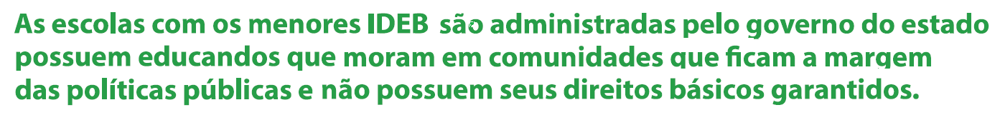 As escolas com os menores IDEB são administradas pelo governo do estado
possuem educandos que moram em comunidades que ficam a margem
das políticas públicas e não possuem seus direitos básicos garantidos.